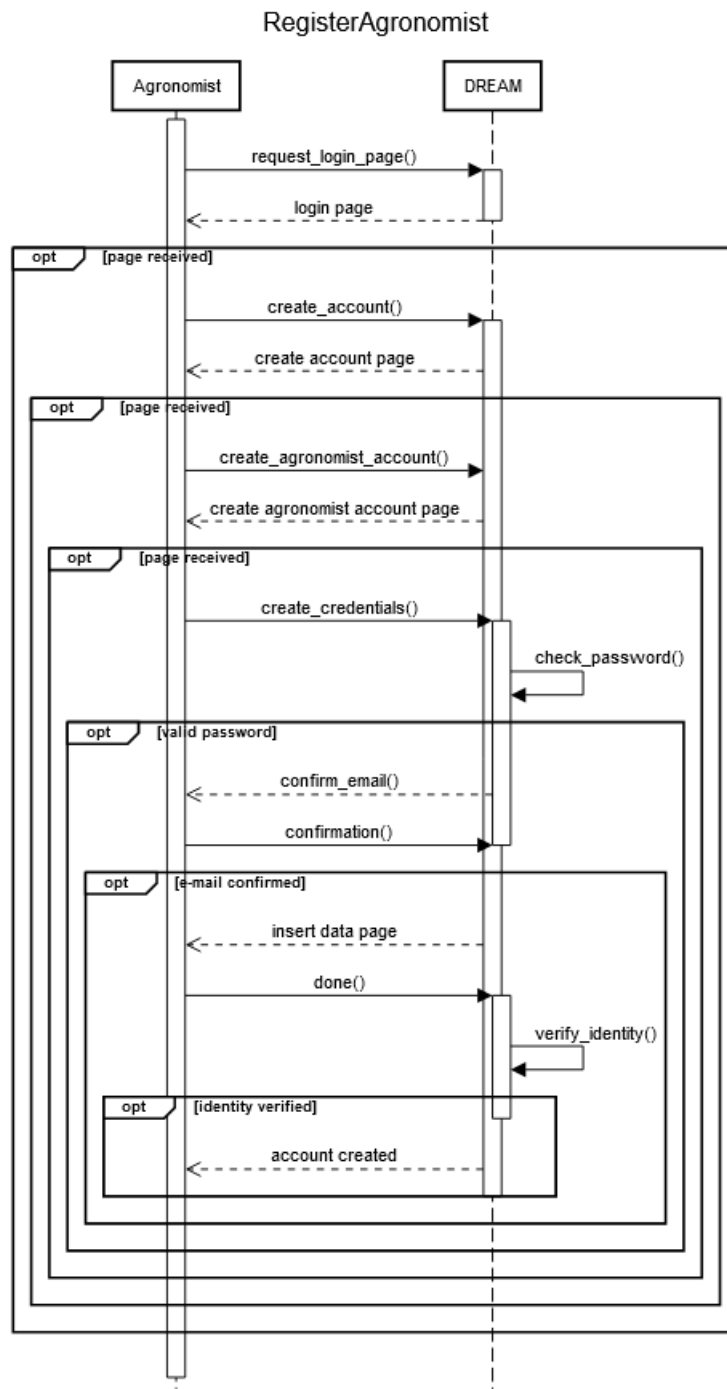 RegisterAgronomist
Agronomist
DREAM
request_login_page()
login page
opt [page received]
create_account()
create account page
opt [page received]
create_agronomist_account()
create agronomist account page
opt [page received]
create_credentials()
check_password()
opt [valid password]
confirm_email()
confirmation()
opt [e-mail confirmed]
insert data page
done()
verify_identity()
opt [identity verified]
account created